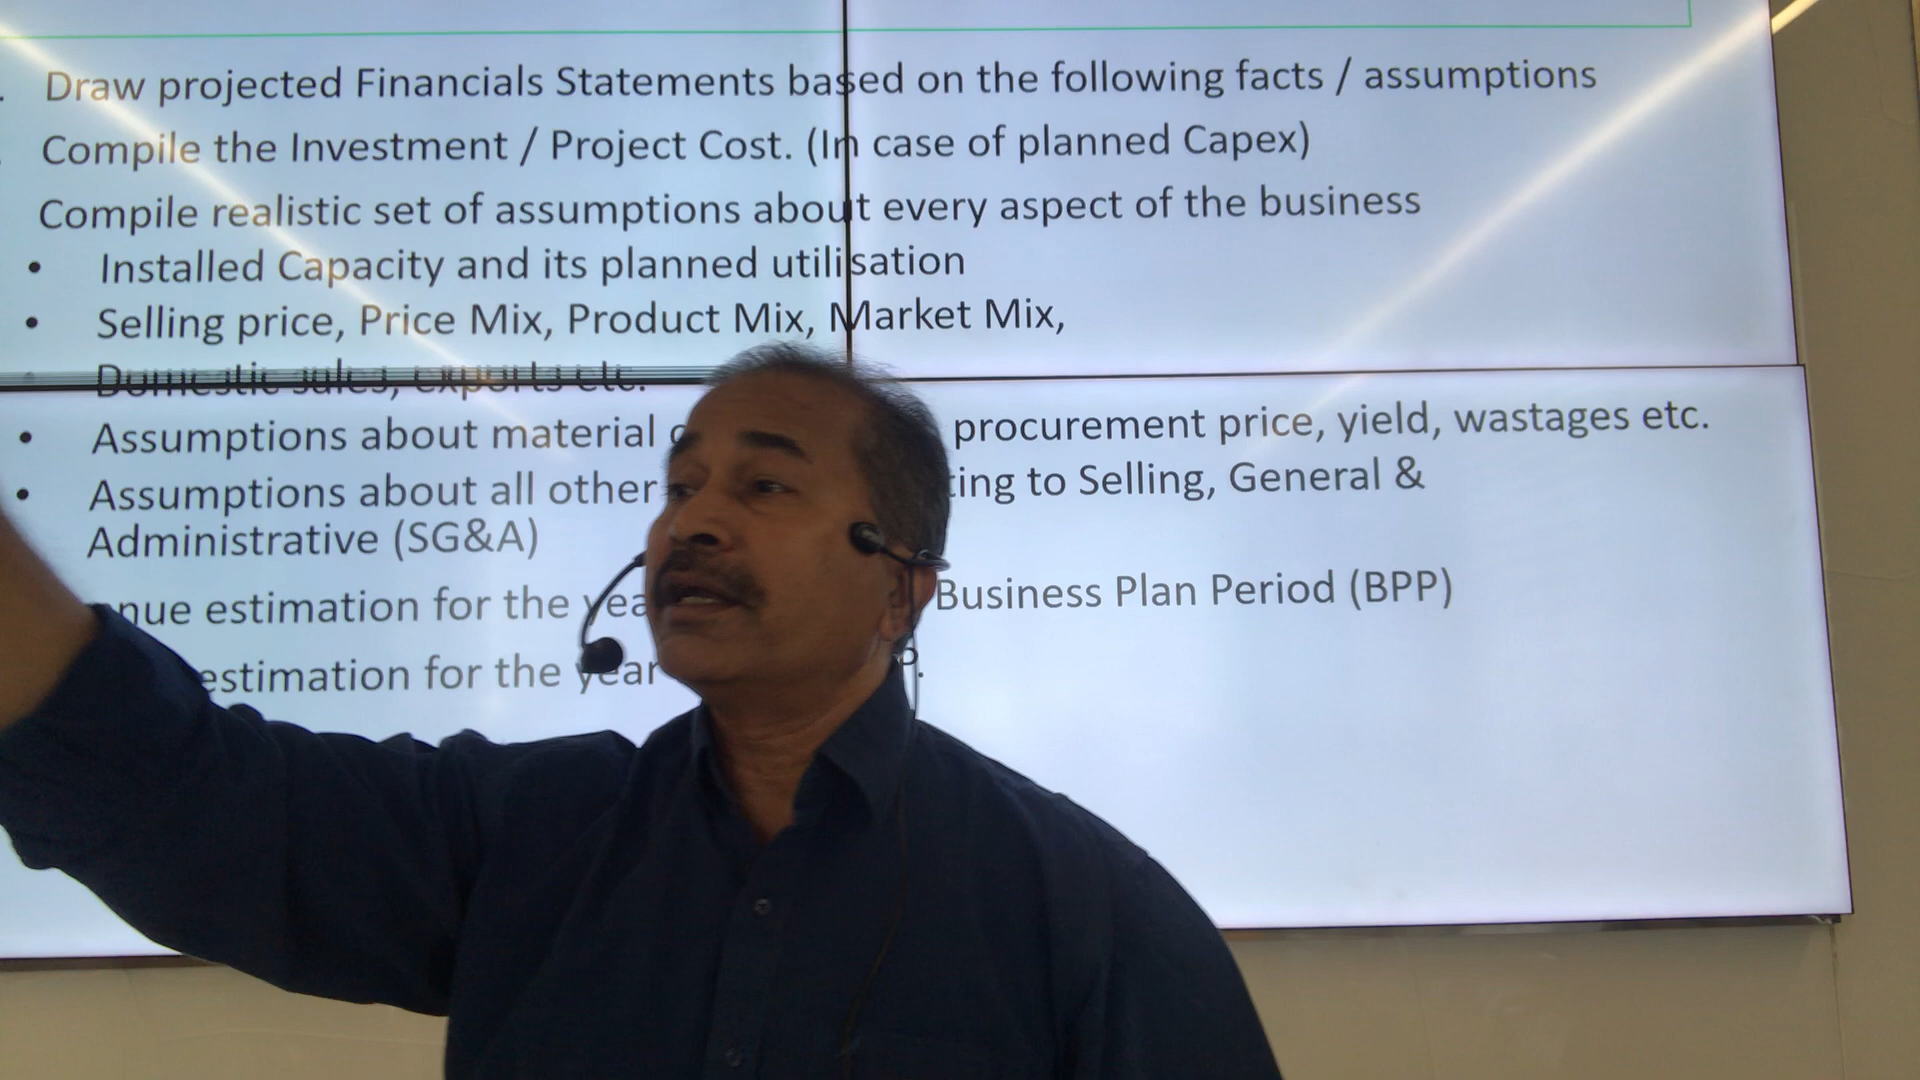 . Draw projected Financials Statements based on the following facts / assumptions
Compile the Investment / Project Cost. (In case of planned Capex)
Compile realistic set of assumptions about every aspect of the business
• Installed Capacity and its planned utilisation
• Selling price, Price Mix, Product Mix, Market Mix,
Domestic sales, exports etc.
• Assumptions about material procurement price, yield, wastages etc.
• Assumptions about all other to Selling, General &
Administrative (SG&A)
estimation for the Business Plan Period (BPP)
estimation for the year